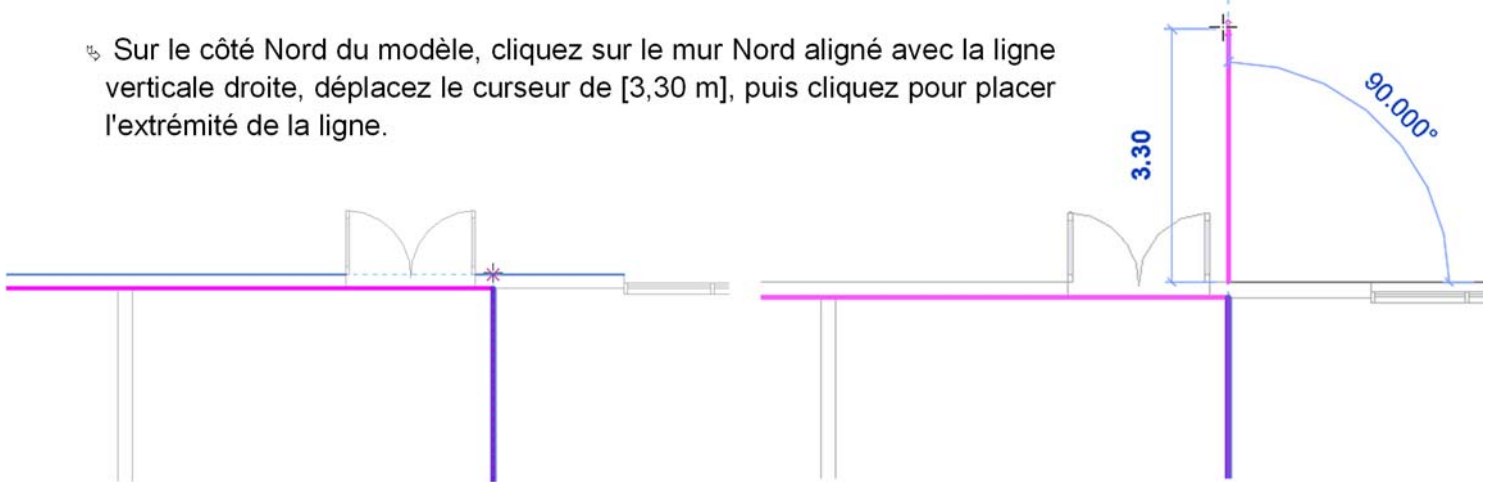 Sur le côté Nord du modèle, cliquez sur le mur Nord aligné avec la ligne
verticale droite, déplacez le curseur de [3,30 m], puis cliquez pour placer
l'extrémité de la ligne.
90.000°
3.30